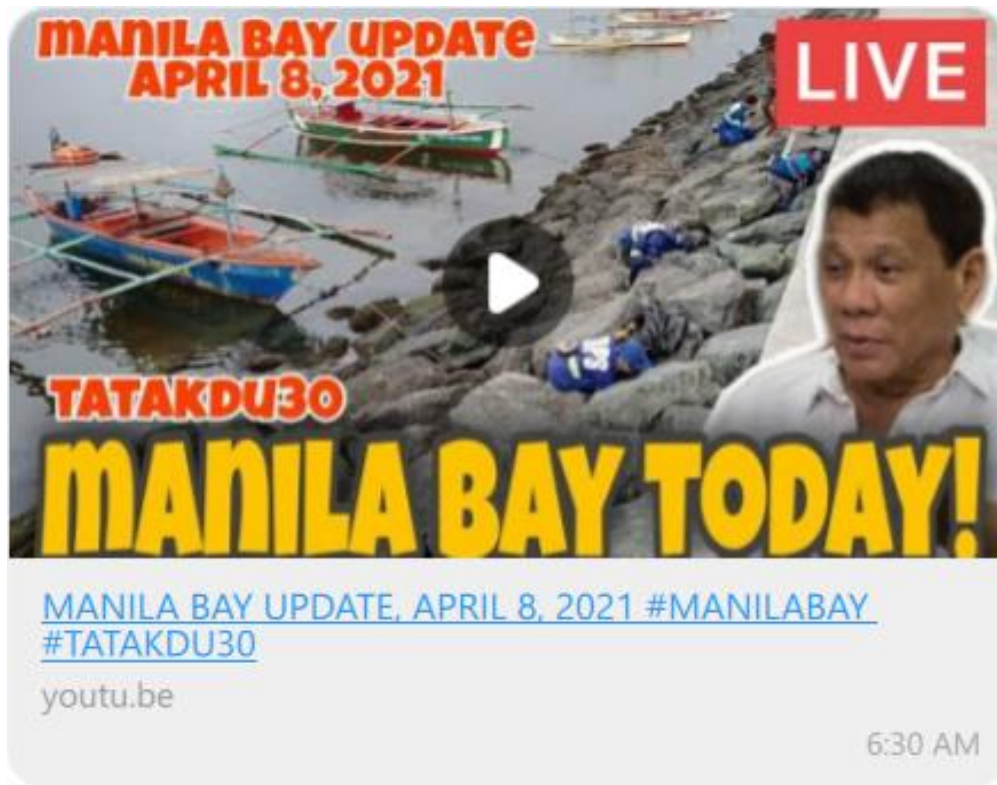 MANILA BAY UPDATE
APRIL 8, 2021
LIVE
TATAKDU30
MANILA BAY TODAY!
MANILA BAY UPDATE, APRIL 8, 2021 #MANILABAY
#TATAKDU30
youtu.be
6:30 AM